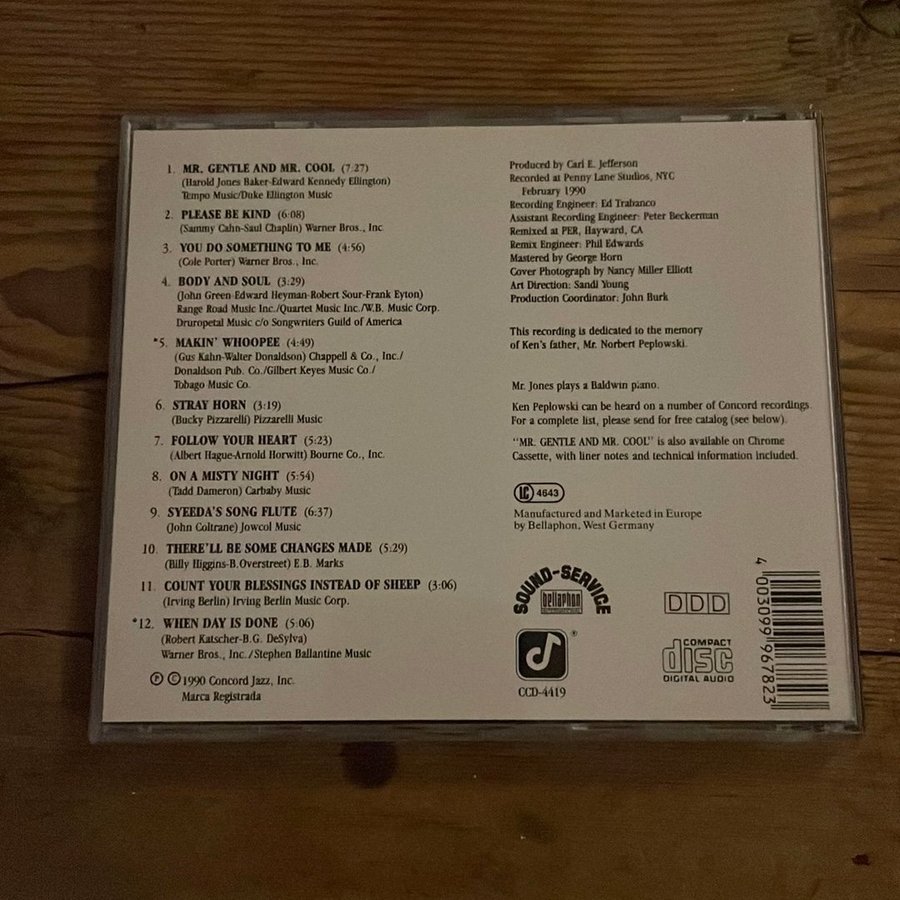 1. MR. GENTLE AND MR. COOL (7:27)
(Harold Jones Baker-Edward Kennedy Ellington)
Tempo Music/Duke Ellington Music
2. PLEASE BE KIND (6:08)
(Sammy Cahn-Saul Chaplin) Warner Bros., Inc
3. YOU DO SOMETHING TO ME (4:56)
(Cole Porter) Warner Bros., Inc.
4. BODY AND SOUL (3:29)
(John Green-Edward Heyman-Robert Sour-Frank Eyton)
Range Road Music Inc./Quartet Music Inc./W.B. Music Corp.
Druropetal Music c/o Songwriters Guild of America
*5. MAKIN' WHOOPEE (4:49)
(Gus Kahn-Walter Donaldson) Chappell & Co., Inc./
Donaldson Pub. Co./Gilbert Keyes Music Co./
Tobago Music Co.
6. STRAY HORN (3:19)
(Bucky Pizzarelli) Pizzarelli Music
7. FOLLOW YOUR HEART (5:23)
(Albert Hague-Arnold Horwitt) Bourne Co., Inc.
8. ON A MISTY NIGHT (5:54)
(Tadd Dameron) Carbaby Music
9. SYEEDA'S SONG FLUTE (6:37)
(John Coltrane) Jowcol Music
10. THERE'LL BE SOME CHANGES MADE (5:29)
(Billy Higgins-B.Overstreet) E.B. Marks
11. COUNT YOUR BLESSINGS INSTEAD OF SHEEP (3:06)
(Irving Berlin) Irving Berlin Music Corp.
*12. WHEN DAY IS DONE (5:06)
(Robert Katscher-B.G. DeSylva)
Warner Bros., Inc./Stephen Ballantine Music
℗ © 1990 Concord Jazz, Inc.
Marca Registrada
Produced by Carl E. Jefferson
Recorded at Penny Lane Studios, NYC
February 1990
Recording Engineer: Ed Trabanco
Assistant Recording Engineer: Peter Beckerman
Remixed at PER, Hayward, CA
Remix Engineer: Phil Edwards
Mastered by George Horn
Cover Photograph by Nancy Miller Elliott
Art Direction: Sandi Young
Production Coordinator: John Burk
This recording is dedicated to the memory
of Ken's father, Mr. Norbert Peplowski.
Mr. Jones plays a Baldwin piano.
Ken Peplowski can be heard on a number of Concord recordings.
For a complete list, please send for free catalog (see below).
"MR. GENTLE AND MR. COOL" is also available on Chrome
Cassette, with liner notes and technical information included.
LC 4643
Manufactured and Marketed in Europe
by Bellaphon, West Germany
SOUND-SERVICE
bellaphon
CCD-4419
DDD
COMPACT
disc
DIGITAL AUDIO
4 003099 967823